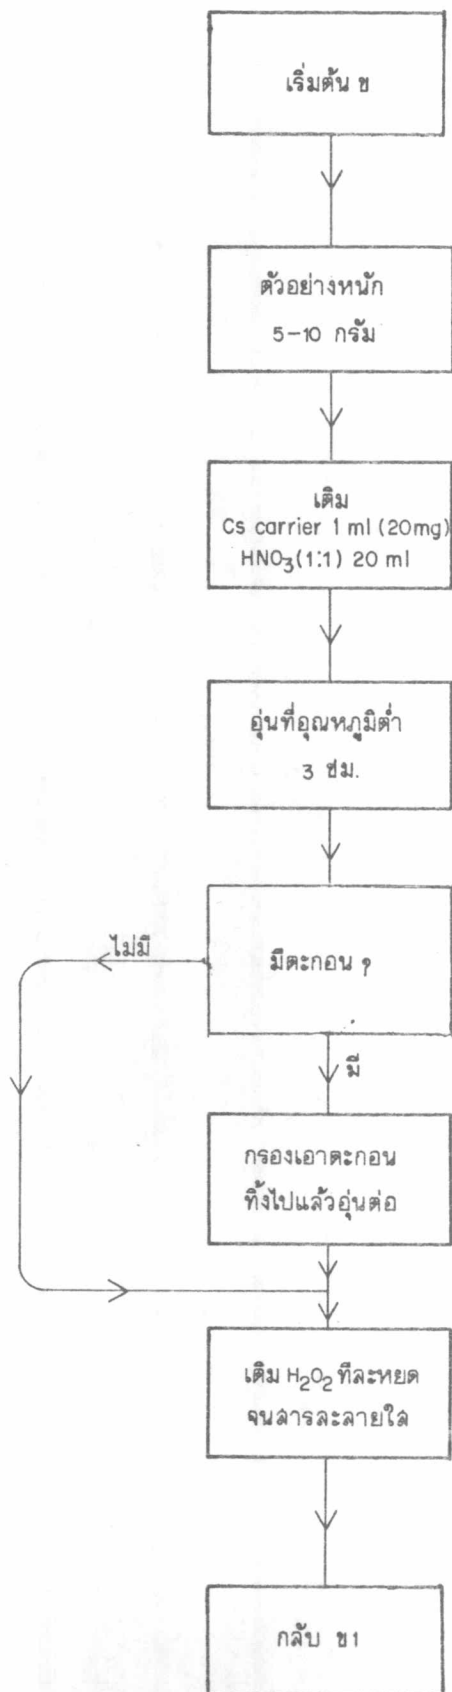 เริ่มต้น ข
ตัวอย่างหนัก
5-10 กรัม
เติม
Cs carrier 1 ml (20mg)
HNO₃(1:1) 20 ml
อุ่นที่อุณหภูมิต่ำ
3 ชม.
มีตะกอน ?
ไม่มี
มี
กรองเอาตะกอน
ทิ้งไปแล้วอุ่นต่อ
เติม H₂O₂ ทีละหยด
จนสารละลายใส
กลับ ข1